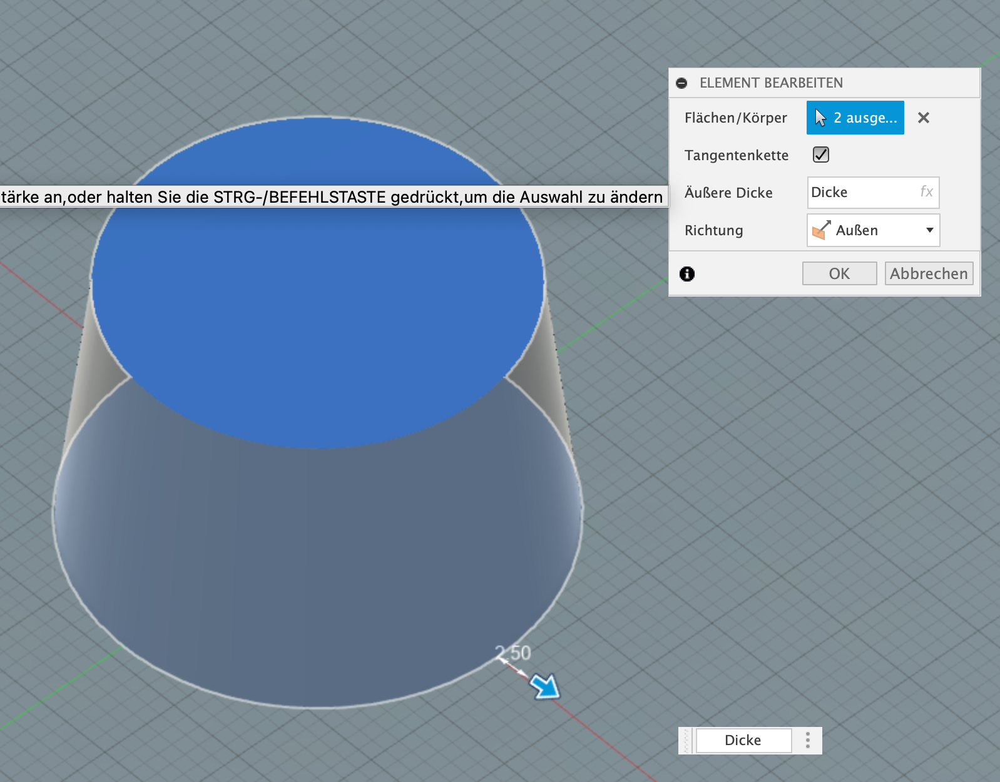 ELEMENT BEARBEITEN
Flächen/Körper 2 ausge...
Tangentenkette
tärke an,oder halten Sie die STRG-/BEFEHLSTASTE gedrückt,um die Auswahl zu ändern
Äußere Dicke Dicke fx
Richtung Außen
OK Abbrechen
2.50
Dicke